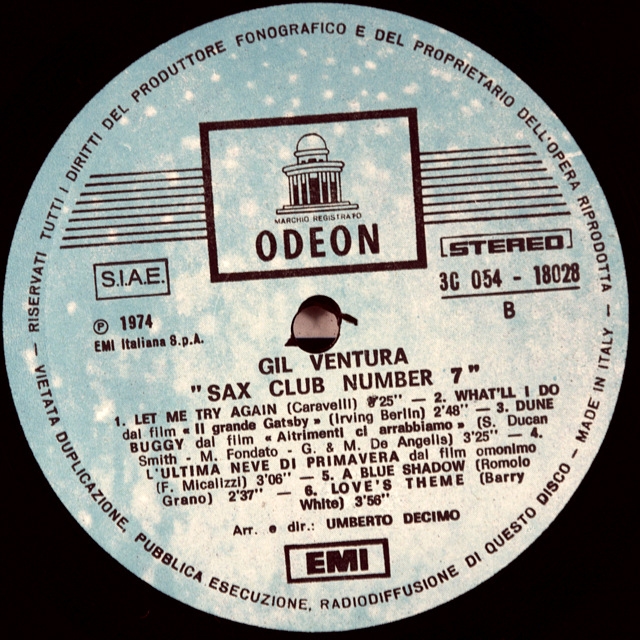 RISERVATI TUTTI I DIRITTI DEL PRODUTTORE FONOGRAFICO E DEL PROPRIETARIO DELL'OPERA RIPRODOTTA — MADE IN ITALY —
MARCHIO REGISTRATO
ODEON
S.I.A.E.
STEREO
3C 054 - 18028
B
℗ 1974
EMI Italiana S.p.A.
GIL VENTURA
"SAX CLUB NUMBER 7"
1. LET ME TRY AGAIN (Caravelli) 25" — 2. WHAT'LL I DO
dal film « Il grande Gatsby » (Irving Berlin) 2'48" — 3. DUNE
BUGGY dal film « Altrimenti ci arrabbiamo » (S. Ducan
Smith - M. Fondato - G. & M. De Angelis) 3'25" — 4.
L'ULTIMA NEVE DI PRIMAVERA dal film omonimo
(F. Micalizzi) 3'06" — 5. A BLUE SHADOW (Romolo
Grano) 2'37" — 6. LOVE'S THEME (Barry
White) 3'56"
Arr. e dir.: UMBERTO DECIMO
EMI
— VIETATA DUPLICAZIONE, PUBBLICA ESECUZIONE, RADIODIFFUSIONE DI QUESTO DISCO